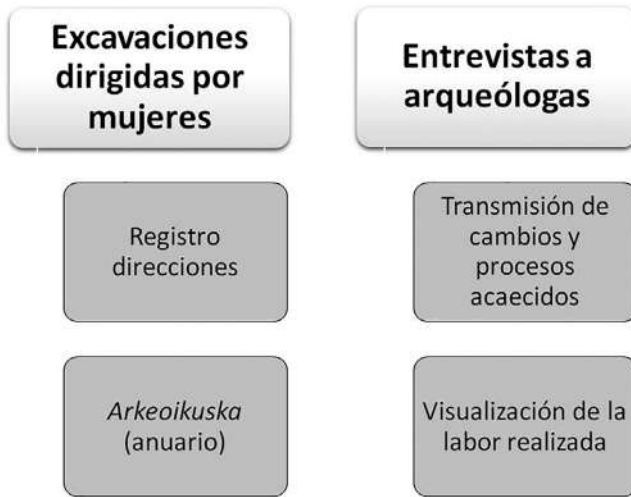 Excavaciones
dirigidas por
mujeres
Registro
direcciones
Arkeoikuska
(anuario)
Entrevistas a
arqueólogas
Transmisión de
cambios y
procesos
acaecidos
Visualización de la
labor realizada